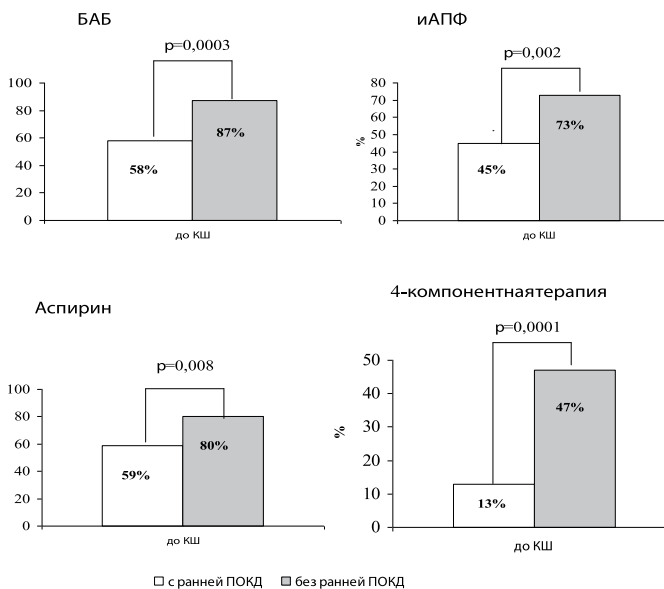 БАБ
p=0,0003
100
80
60
40
20
0
87%
58%
до КШ
иАПФ
p=0,002
80
70
60
50
40
30
20
10
0
%
73%
45%
до КШ
Аспирин
p=0,008
100
80
60
40
20
0
80%
59%
до КШ
4-компонентнаятерапия
p=0,0001
50
40
30
20
10
0
%
47%
13%
до КШ
с ранней ПОКД без ранней ПОКД